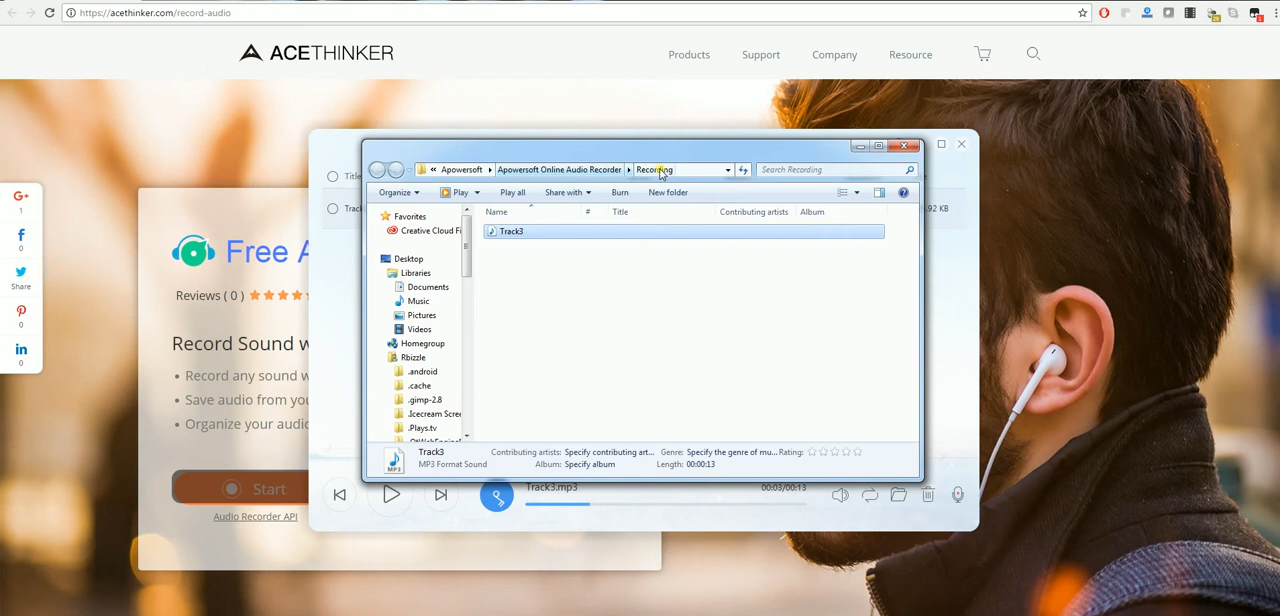 https://acethinker.com/record-audio
ACETHINKER
Products
Support
Company
Resource
1
0
Share
0
0
Free A
Reviews ( 0 )
Record Sound w
• Record any sound w
• Save audio from you
• Organize your audio
Start
Audio Recorder API
Title
Track
.92 KB
« Apowersoft
Apowersoft Online Audio Recorder
Recording
Search Recording
Organize
Play
Play all
Share with
Burn
New folder
Name
#
Title
Contributing artists
Album
Track3
Favorites
Creative Cloud Fi
Desktop
Libraries
Documents
Music
Pictures
Videos
Homegroup
Rbizzle
.android
.cache
.gimp-2.8
.Icecream Scree
.Plays.tv
Track3
MP3 Format Sound
MP3
Contributing artists: Specify contributing art...
Album: Specify album
Genre: Specify the genre of mu...
Length: 00:00:13
Rating:
Track3.mp3
00:03/00:13